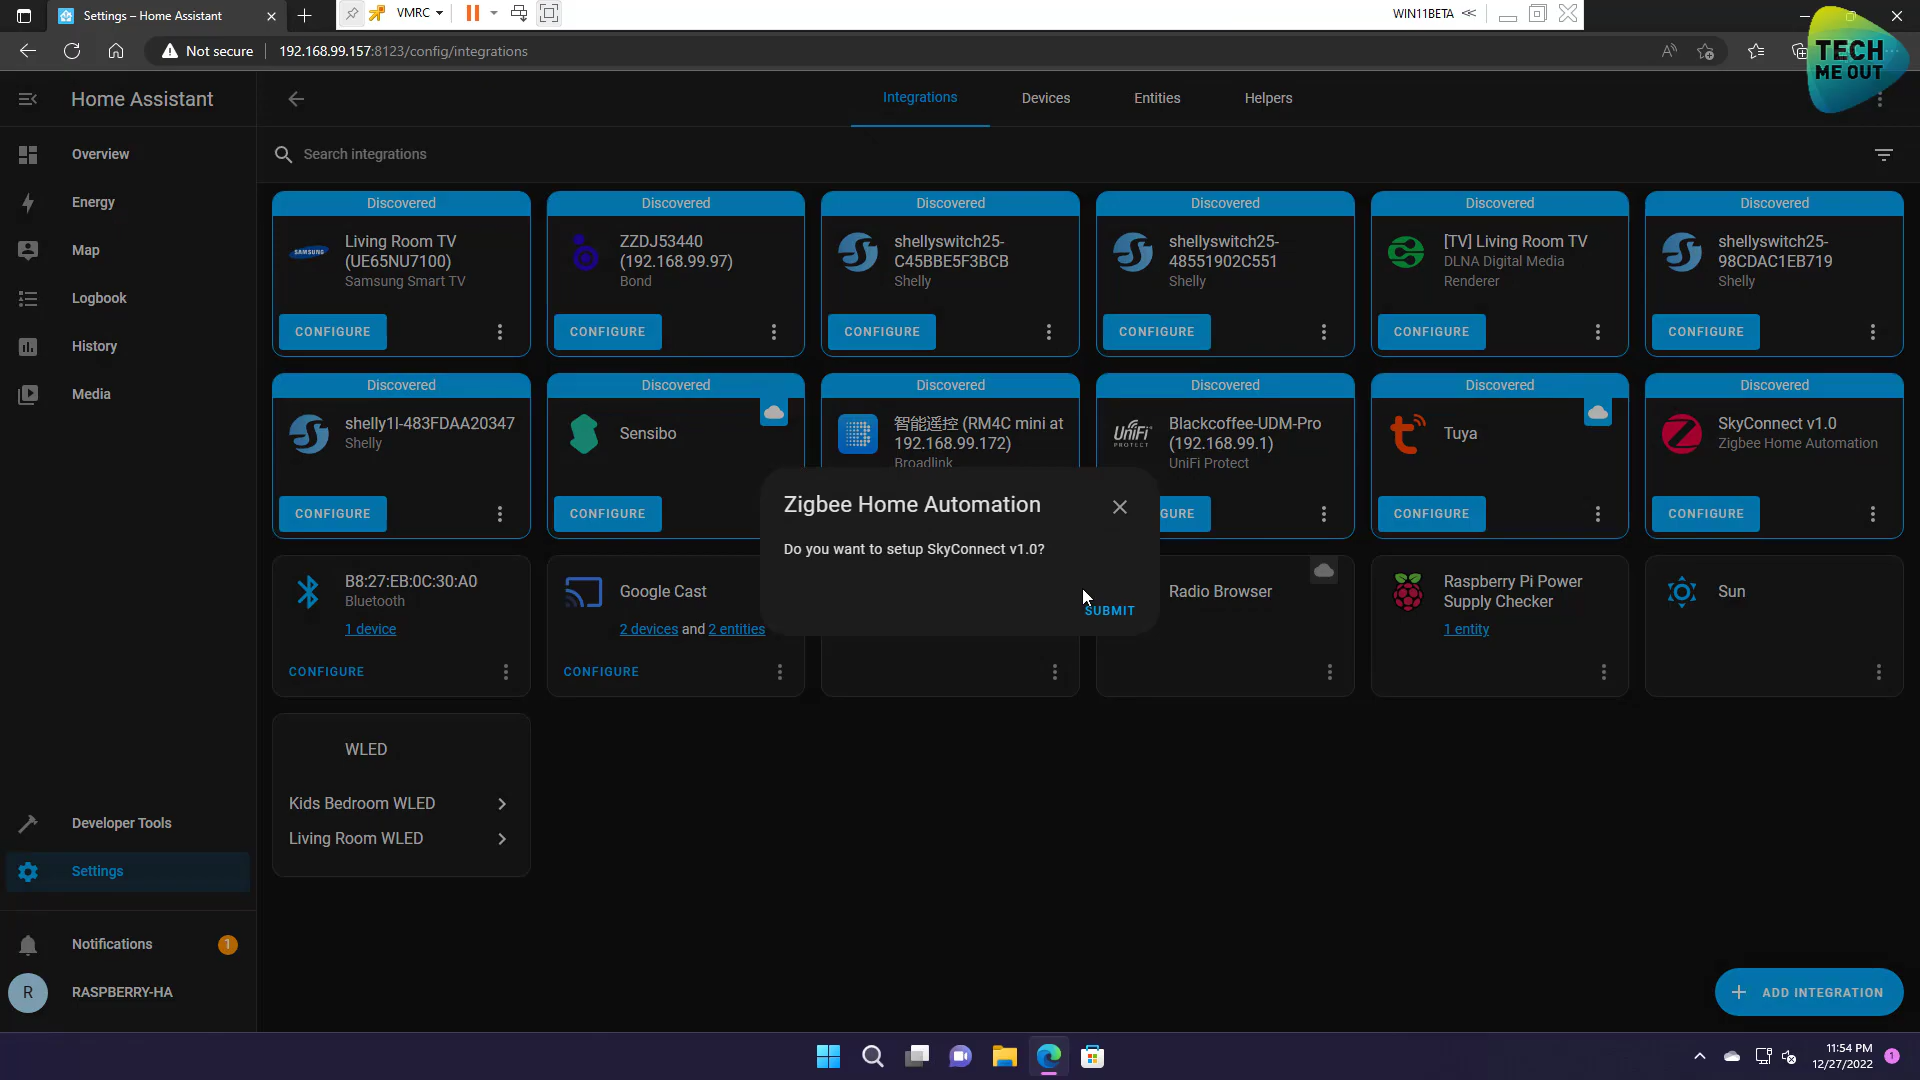 Settings – Home Assistant
VMRC
WIN11BETA
Not secure
192.168.99.157:8123/config/integrations
TECH
ME OUT
Home Assistant
Integrations
Devices
Entities
Helpers
Search integrations
Overview
Energy
Map
Logbook
History
Media
Developer Tools
Settings
Notifications
1
R
RASPBERRY-HA
Discovered
SAMSUNG
Living Room TV
(UE65NU7100)
Samsung Smart TV
CONFIGURE
Discovered
ZZDJ53440
(192.168.99.97)
Bond
CONFIGURE
Discovered
shellyswitch25-
C45BBE5F3BCB
Shelly
CONFIGURE
Discovered
shellyswitch25-
48551902C551
Shelly
CONFIGURE
Discovered
[TV] Living Room TV
DLNA Digital Media
Renderer
CONFIGURE
Discovered
shellyswitch25-
98CDAC1EB719
Shelly
CONFIGURE
Discovered
shelly1l-483FDAA20347
Shelly
CONFIGURE
Discovered
Sensibo
CONFIGURE
Discovered
智能遥控 (RM4C mini at
192.168.99.172)
Broadlink
Discovered
UniFi
PROTECT
Blackcoffee-UDM-Pro
(192.168.99.1)
UniFi Protect
GURE
Discovered
Tuya
CONFIGURE
Discovered
SkyConnect v1.0
Zigbee Home Automation
CONFIGURE
Zigbee Home Automation
Do you want to setup SkyConnect v1.0?
SUBMIT
B8:27:EB:0C:30:A0
Bluetooth
1 device
CONFIGURE
Google Cast
2 devices and 2 entities
CONFIGURE
Radio Browser
Raspberry Pi Power
Supply Checker
1 entity
Sun
WLED
Kids Bedroom WLED
Living Room WLED
ADD INTEGRATION
11:54 PM
12/27/2022
1